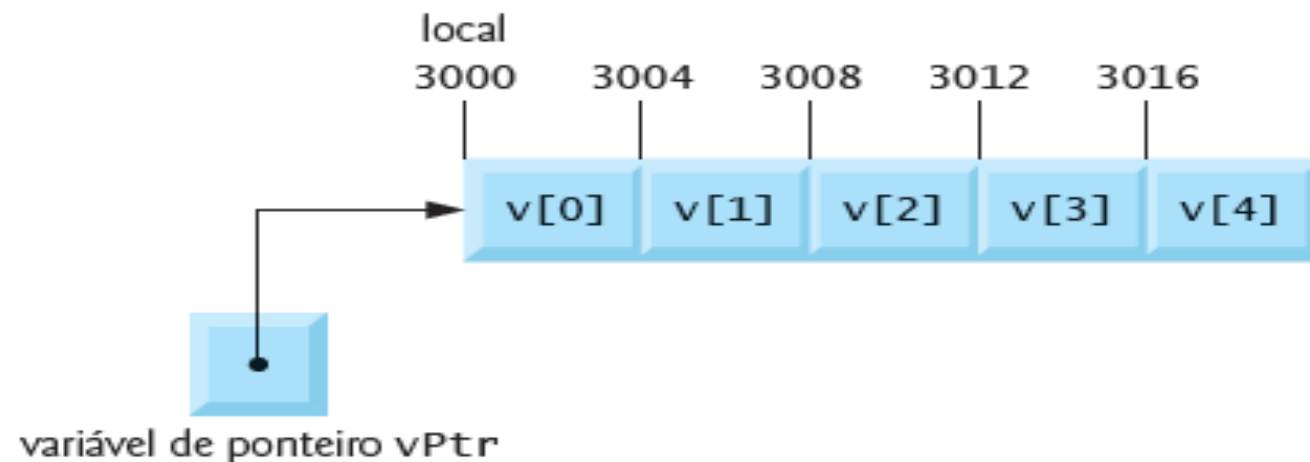 local
3000 3004 3008 3012 3016
v[0] v[1] v[2] v[3] v[4]
variável de ponteiro vPtr